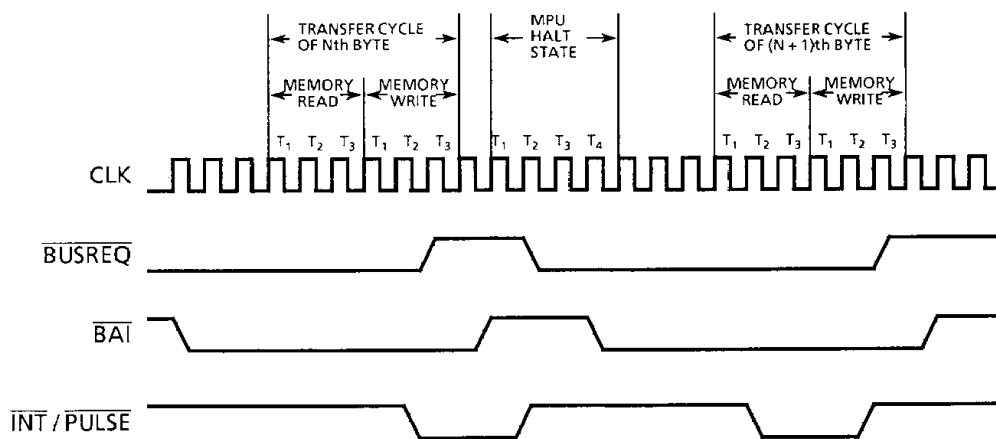 TRANSFER CYCLE
OF Nth BYTE
MPU
HALT
STATE
TRANSFER CYCLE
OF (N + 1)th BYTE
MEMORY
READ
MEMORY
WRITE
MEMORY
READ
MEMORY
WRITE
T1 T2 T3 T1 T2 T3 T1 T2 T3 T4 T1 T2 T3 T1 T2 T3
CLK
BUSREQ
BAI
INT / PULSE